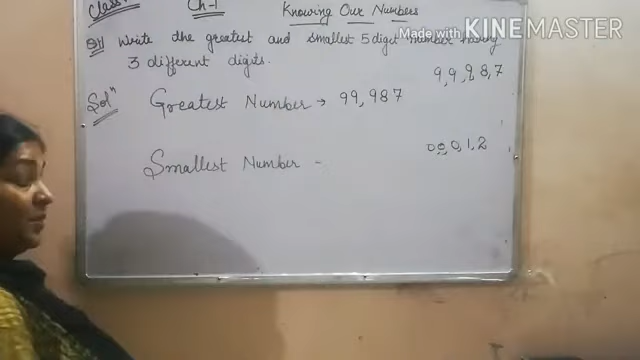 Class-
Ch-1
Knowing Our Numbers
Made with KINEMASTER
Q1 Write the greatest and smallest 5 digit number having
3 different digits.
9,9,9,8,7
Solⁿ Greatest Number → 99,987
0,0,0,1,2
Smallest Number -